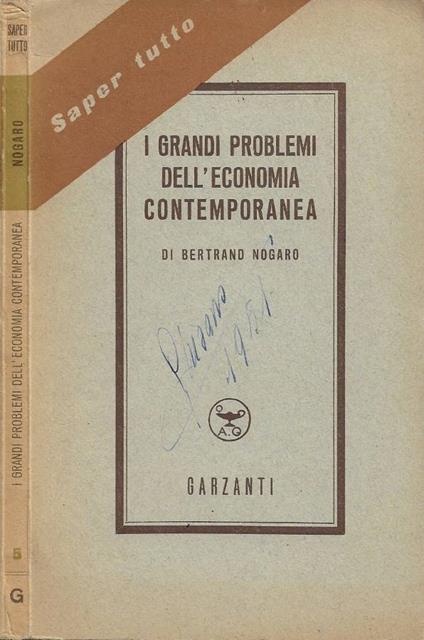 SAPER
TUTTO
NOGARO
I GRANDI PROBLEMI DELL'ECONOMIA CONTEMPORANEA
5
G
Saper tutto
I GRANDI PROBLEMI
DELL'ECONOMIA
CONTEMPORANEA
DI BERTRAND NOGARO
A.G
GARZANTI